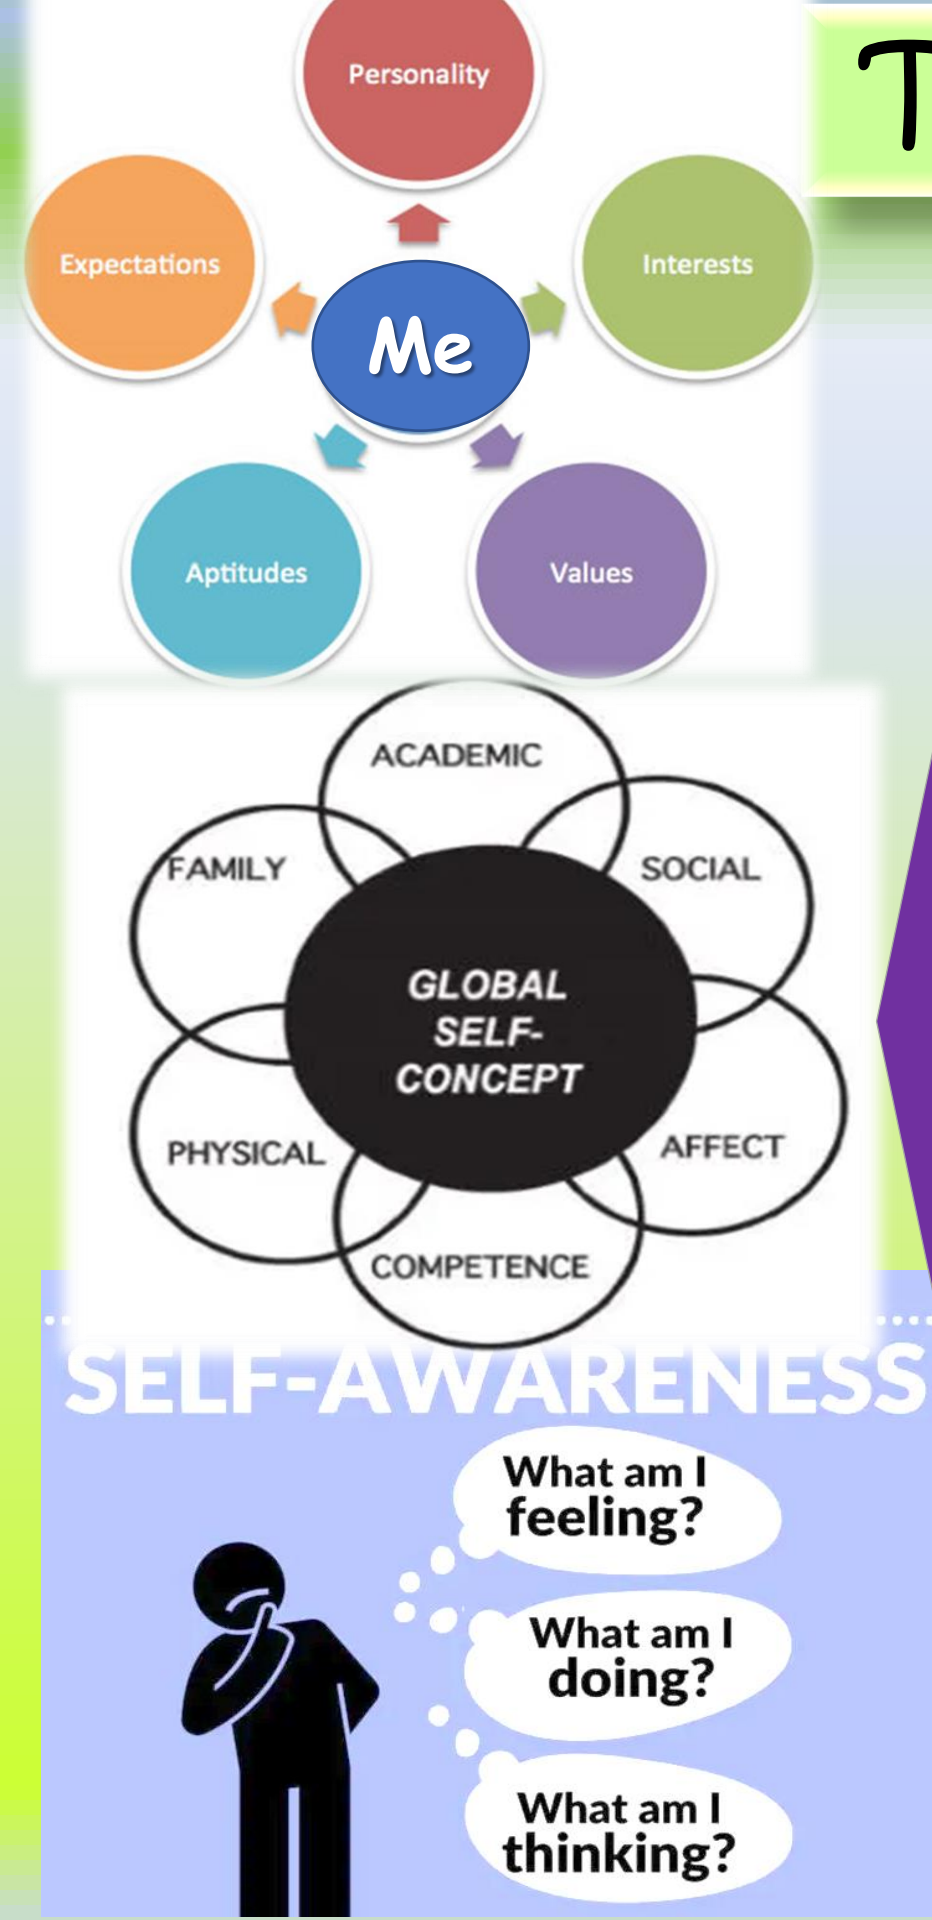 Personality
T
Expectations
Interests
Me
Aptitudes
Values
ACADEMIC
FAMILY
SOCIAL
GLOBAL
SELF-
CONCEPT
PHYSICAL
AFFECT
COMPETENCE
SELF-AWARENESS
What am I
feeling?
What am I
doing?
What am I
thinking?